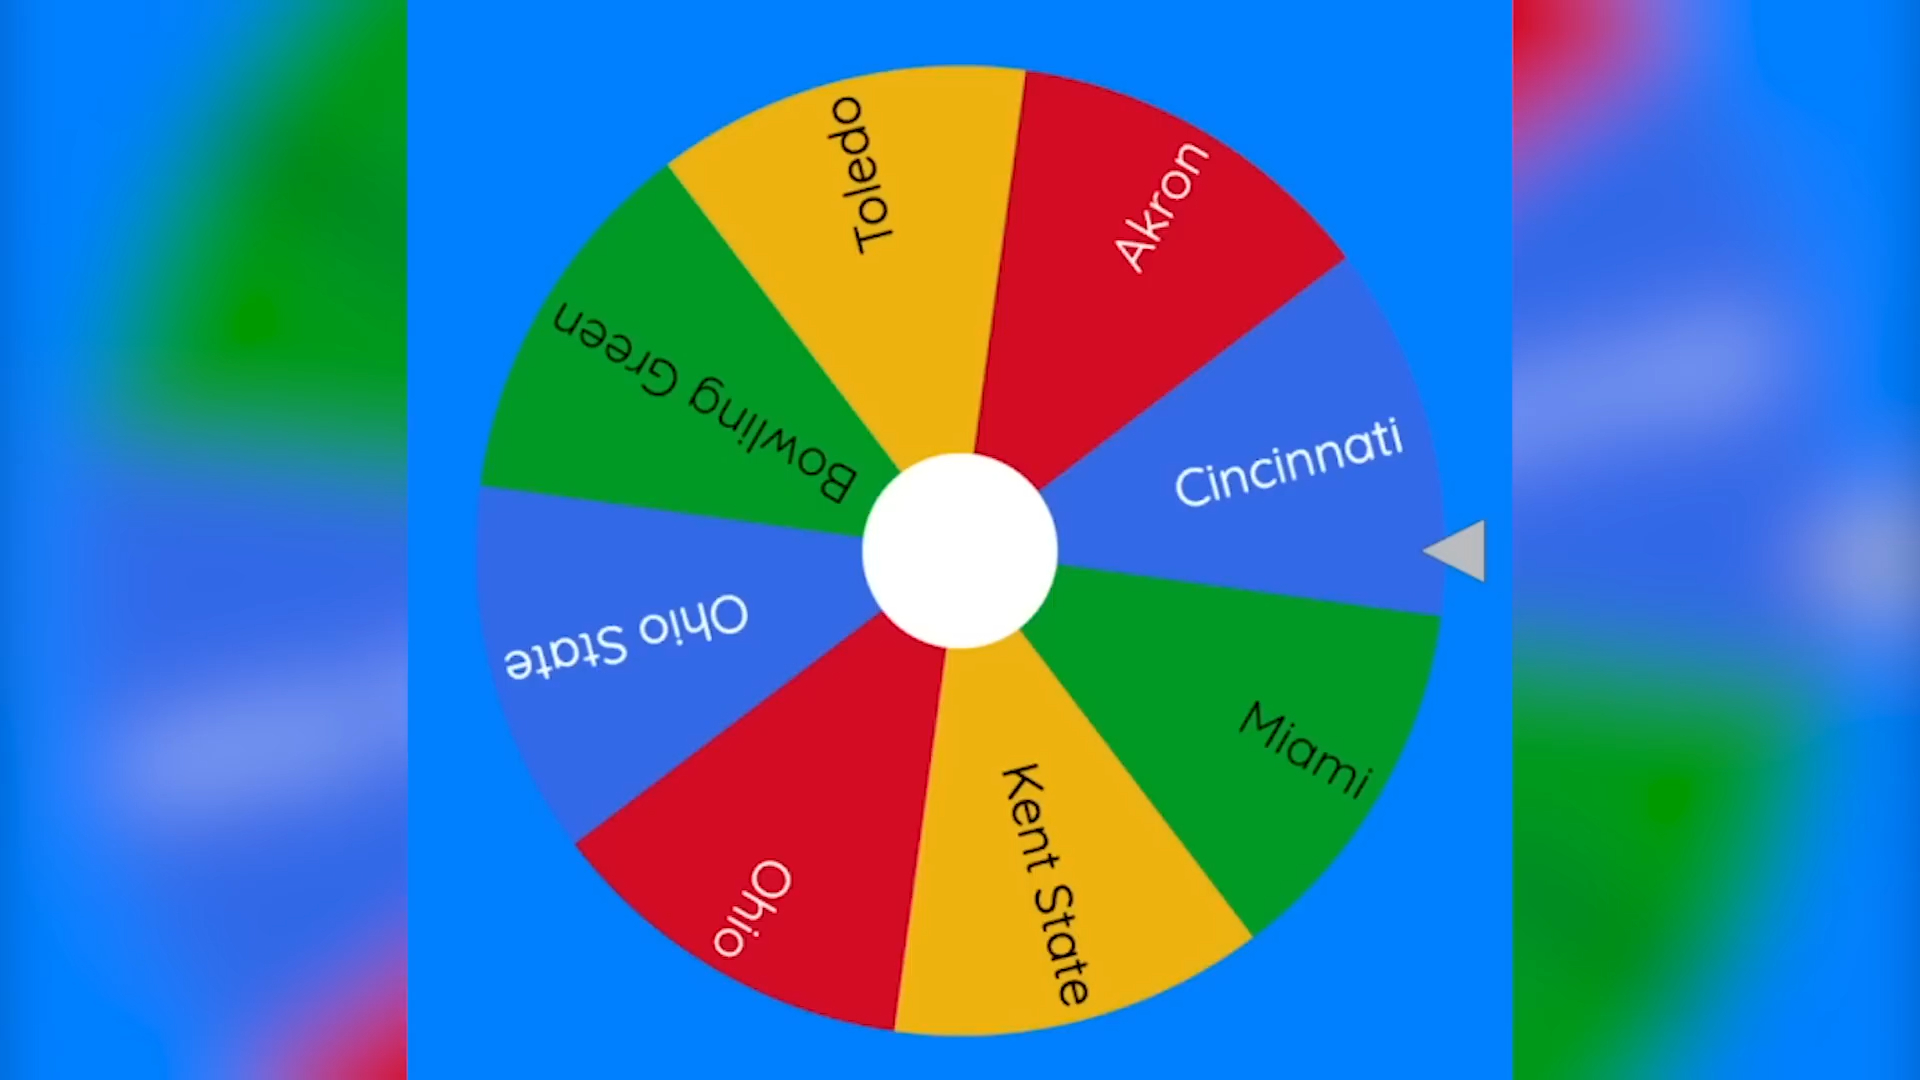 Toledo
Akron
Bowling Green
Cincinnati
Ohio State
Miami
Kent State
Ohio